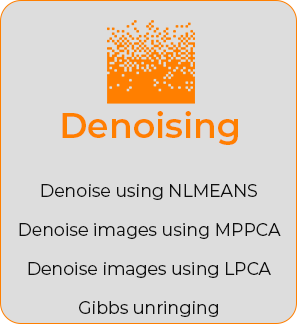 Denoising
Denoise using NLMEANS
Denoise images using MPPCA
Denoise images using LPCA
Gibbs unringing